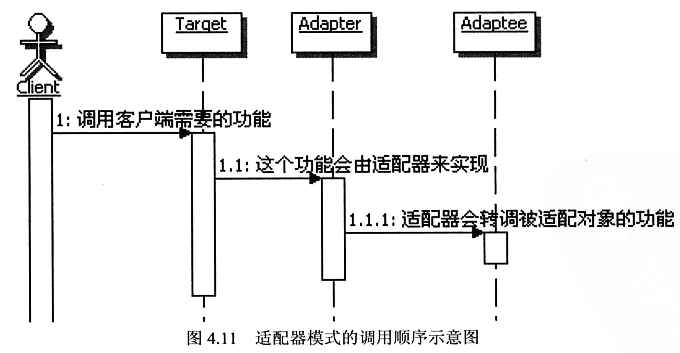 Target
Adapter
Adaptee
Client
1: 调用客户端需要的功能
1.1: 这个功能会由适配器来实现
1.1.1: 适配器会转调被适配对象的功能
图 4.11 适配器模式的调用顺序示意图